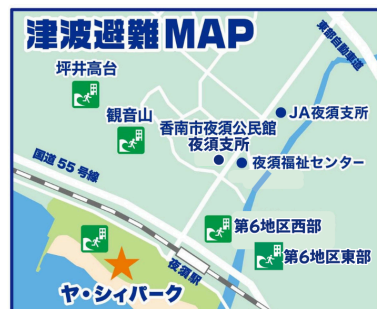 津波避難MAP
坪井高台
観音山
東部自動車道
JA夜須支所
香南市夜須公民館
夜須支所
夜須福祉センター
国道55号線
第6地区西部
第6地区東部
夜須駅
ヤ・シィパーク